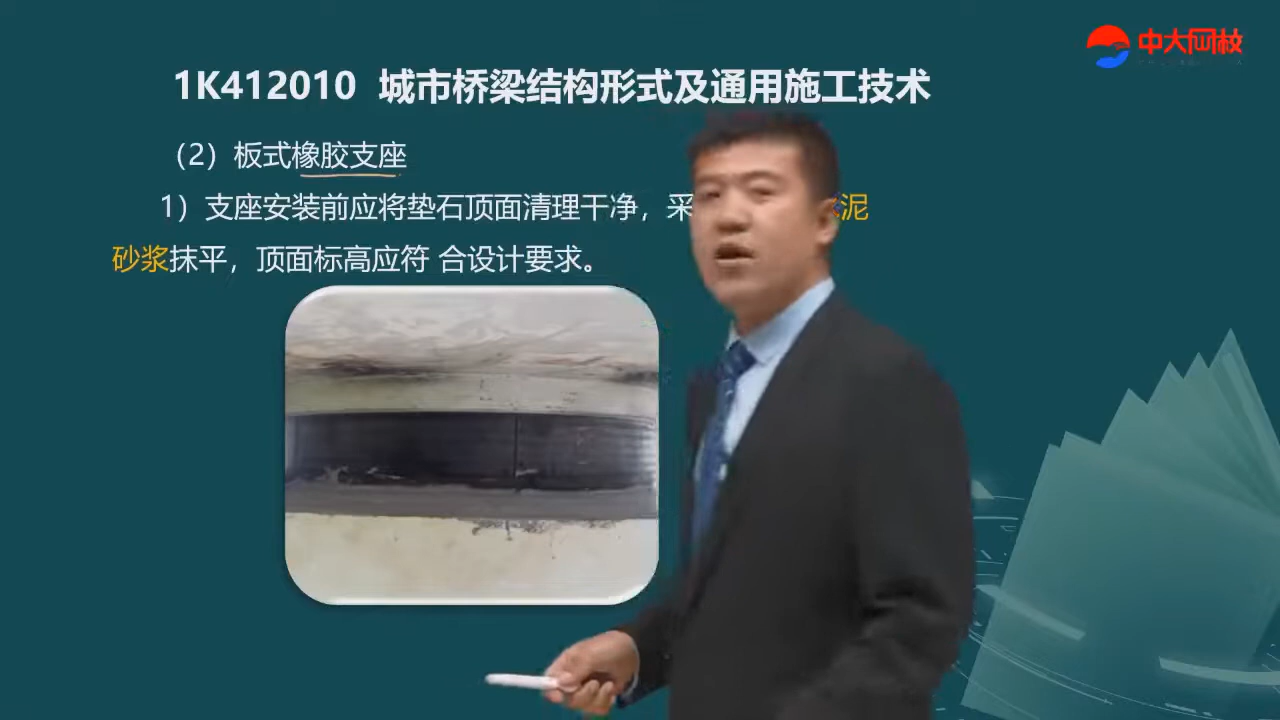 中大网校
1K412010 城市桥梁结构形式及通用施工技术
（2）板式橡胶支座
1）支座安装前应将垫石顶面清理干净，采 泥
砂浆抹平，顶面标高应符 合设计要求。